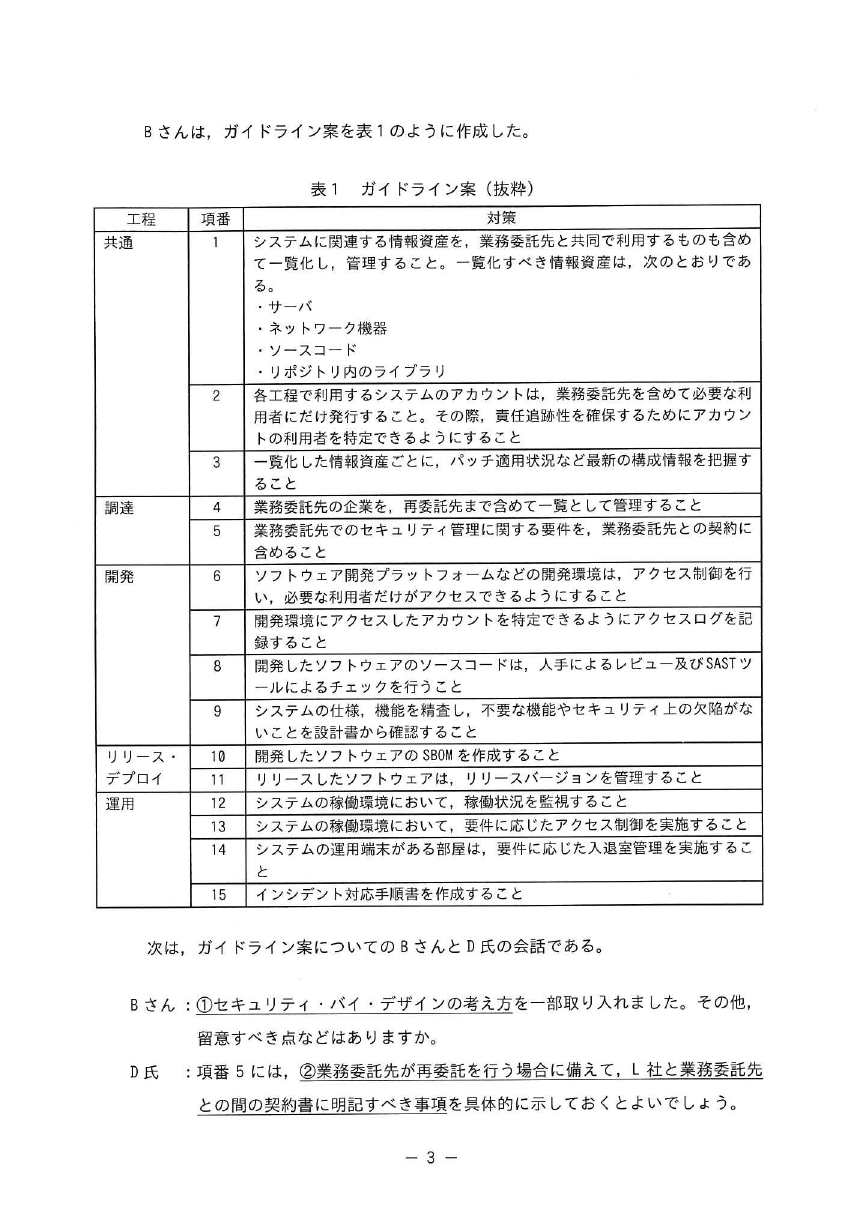 Bさんは，ガイドライン案を表1のように作成した。
表1　ガイドライン案（抜粋）
工程　項番　対策
共通　1　システムに関連する情報資産を，業務委託先と共同で利用するものも含め
て一覧化し，管理すること。一覧化すべき情報資産は，次のとおりであ
る。
・サーバ
・ネットワーク機器
・ソースコード
・リポジトリ内のライブラリ
2　各工程で利用するシステムのアカウントは，業務委託先を含めて必要な利
用者にだけ発行すること。その際，責任追跡性を確保するためにアカウン
トの利用者を特定できるようにすること
3　一覧化した情報資産ごとに，パッチ適用状況など最新の構成情報を把握す
ること
調達　4　業務委託先の企業を，再委託先まで含めて一覧として管理すること
5　業務委託先でのセキュリティ管理に関する要件を，業務委託先との契約に
含めること
開発　6　ソフトウェア開発プラットフォームなどの開発環境は，アクセス制御を行
い，必要な利用者だけがアクセスできるようにすること
7　開発環境にアクセスしたアカウントを特定できるようにアクセスログを記
録すること
8　開発したソフトウェアのソースコードは，人手によるレビュー及びSASTツ
ールによるチェックを行うこと
9　システムの仕様，機能を精査し，不要な機能やセキュリティ上の欠陥がな
いことを設計書から確認すること
リリース・　10　開発したソフトウェアのSBOMを作成すること
デプロイ　11　リリースしたソフトウェアは，リリースバージョンを管理すること
運用　12　システムの稼働環境において，稼働状況を監視すること
13　システムの稼働環境において，要件に応じたアクセス制御を実施すること
14　システムの運用端末がある部屋は，要件に応じた入退室管理を実施するこ
と
15　インシデント対応手順書を作成すること
次は，ガイドライン案についてのBさんとD氏の会話である。
Bさん：①セキュリティ・バイ・デザインの考え方を一部取り入れました。その他，
留意すべき点などはありますか。
D氏　：項番5には，②業務委託先が再委託を行う場合に備えて，L社と業務委託先
との間の契約書に明記すべき事項を具体的に示しておくとよいでしょう。
－ 3 －